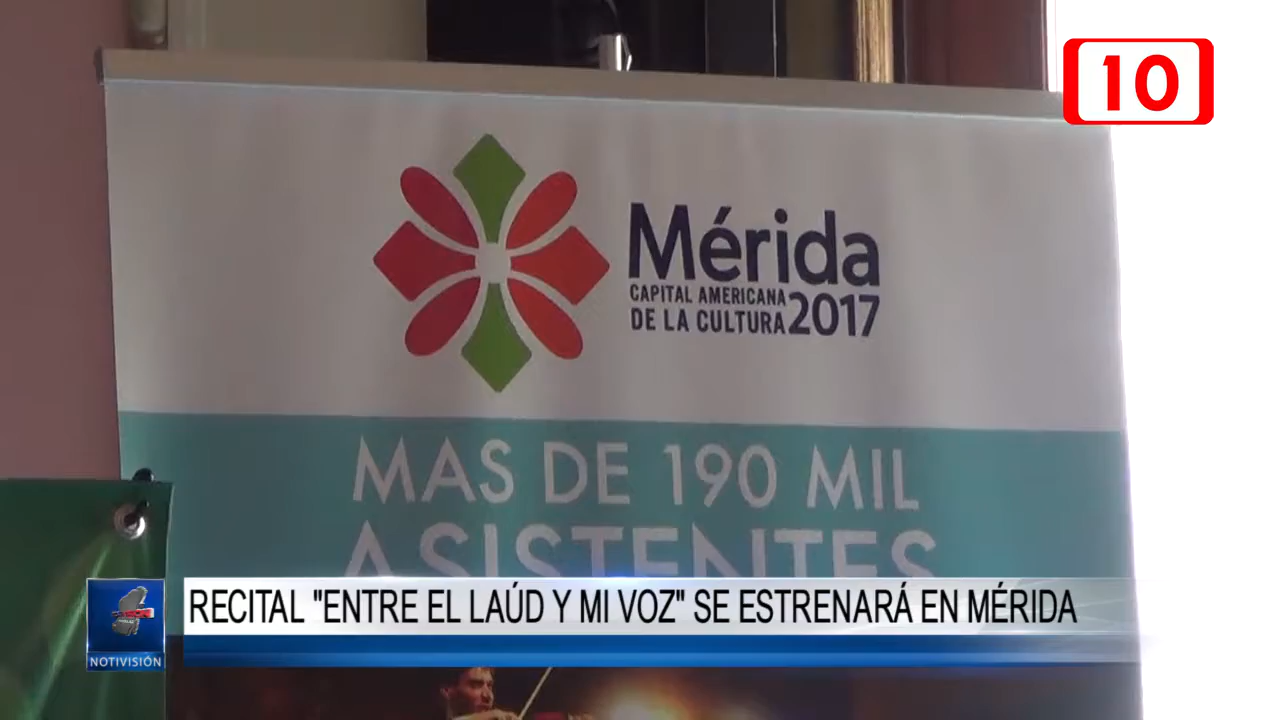 10
Mérida
CAPITAL AMERICANA
DE LA CULTURA 2017
MAS DE 190 MIL
ASISTENTES
RECITAL "ENTRE EL LAÚD Y MI VOZ" SE ESTRENARÁ EN MÉRIDA
NOTIVISIÓN